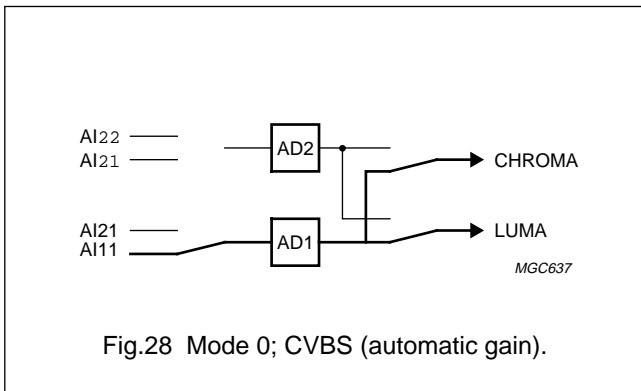 AI22
AD2
AI21
CHROMA
AI21
AI11
AD1
LUMA
MGC637
Fig.28 Mode 0; CVBS (automatic gain).